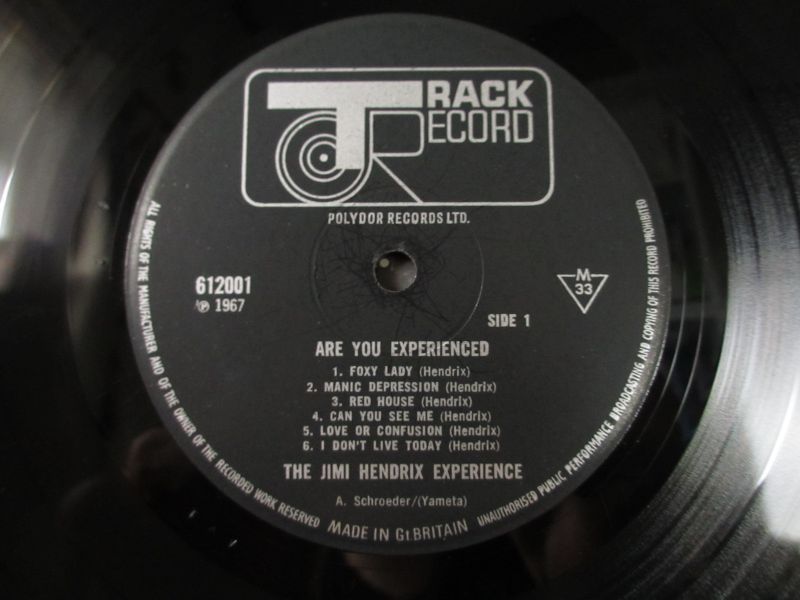 TRACK
RECORD
POLYDOR RECORDS LTD.
612001
℗ 1967
M
33
SIDE 1
ARE YOU EXPERIENCED
1. FOXY LADY (Hendrix)
2. MANIC DEPRESSION (Hendrix)
3. RED HOUSE (Hendrix)
4. CAN YOU SEE ME (Hendrix)
5. LOVE OR CONFUSION (Hendrix)
6. I DON'T LIVE TODAY (Hendrix)
THE JIMI HENDRIX EXPERIENCE
A. Schroeder/(Yameta)
ALL RIGHTS OF THE MANUFACTURER AND OF THE OWNER OF THE RECORDED WORK RESERVED
MADE IN Gt BRITAIN
UNAUTHORISED PUBLIC PERFORMANCE BROADCASTING AND COPYING OF THIS RECORD PROHIBITED